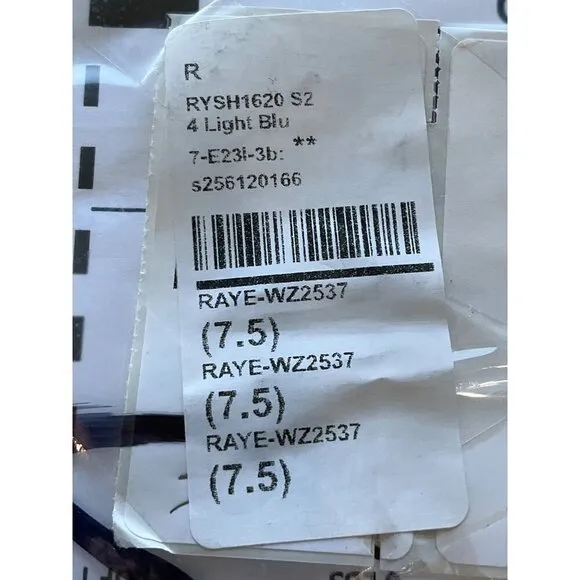 R
RYSH1620 S2
4 Light Blu
7-E23I-3b: **
s256120166
RAYE-WZ2537
(7.5)
RAYE-WZ2537
(7.5)
RAYE-WZ2537
(7.5)